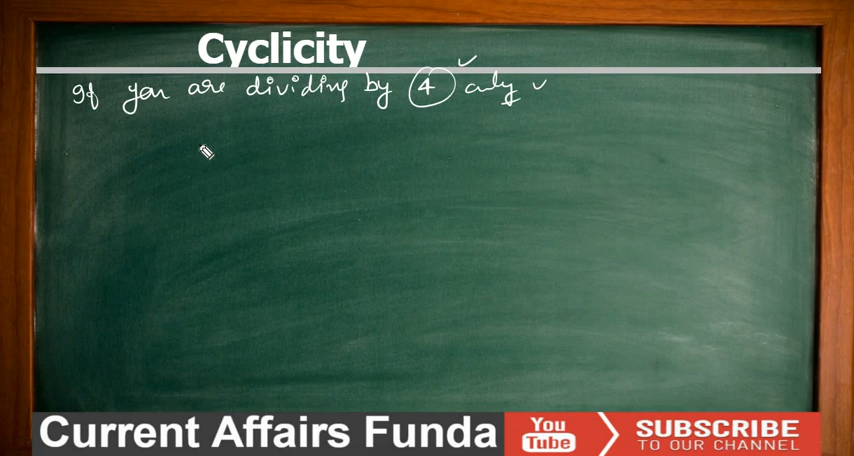 Cyclicity
If you are dividing by 4 only
Current Affairs Funda
You
Tube
SUBSCRIBE
TO OUR CHANNEL